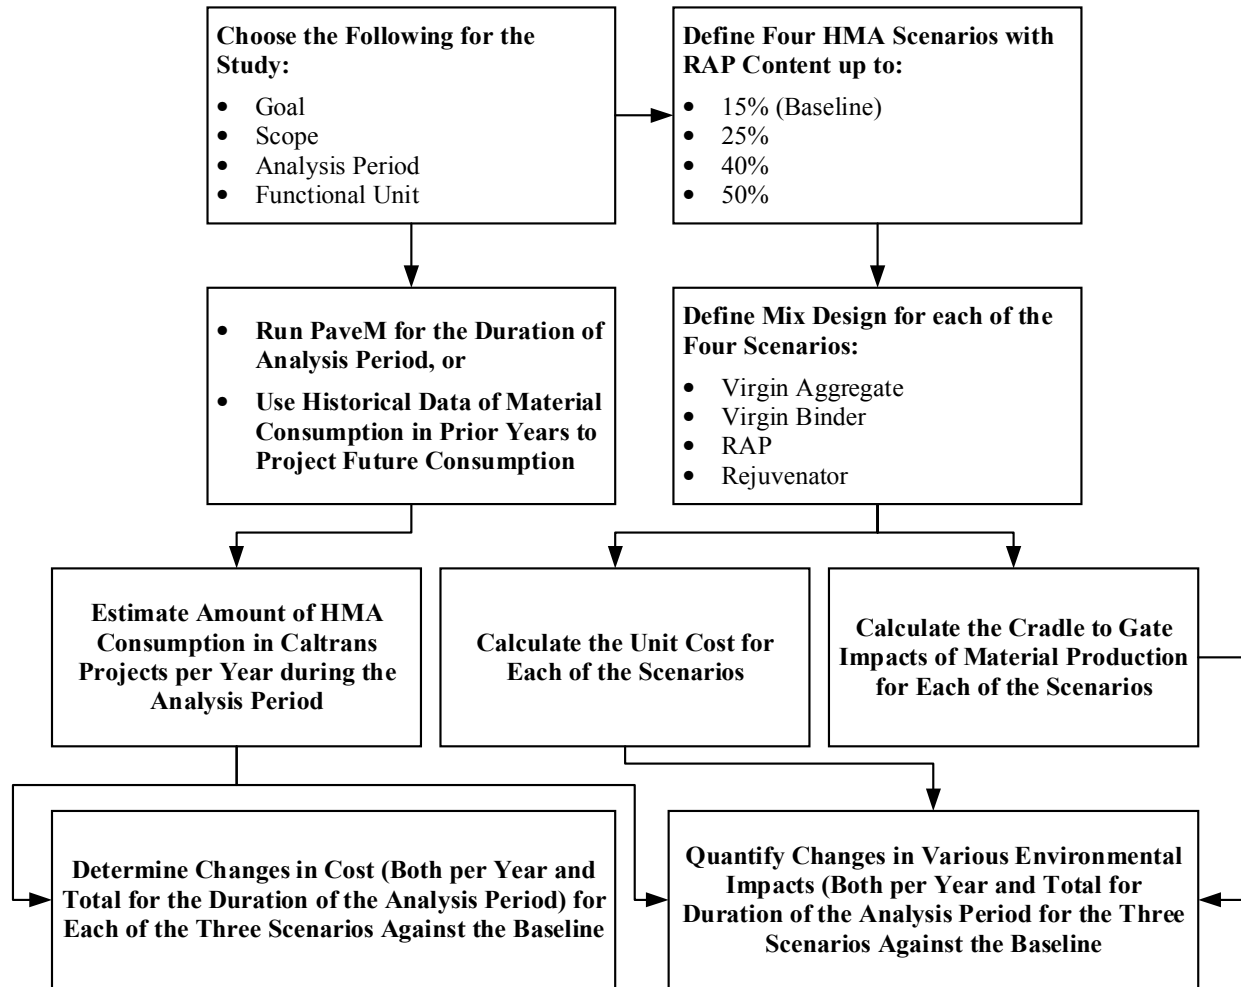 Choose the Following for the
Study:
• Goal
• Scope
• Analysis Period
• Functional Unit
Define Four HMA Scenarios with
RAP Content up to:
• 15% (Baseline)
• 25%
• 40%
• 50%
• Run PaveM for the Duration of
Analysis Period, or
• Use Historical Data of Material
Consumption in Prior Years to
Project Future Consumption
Define Mix Design for each of the
Four Scenarios:
• Virgin Aggregate
• Virgin Binder
• RAP
• Rejuvenator
Estimate Amount of HMA
Consumption in Caltrans
Projects per Year during the
Analysis Period
Calculate the Unit Cost for
Each of the Scenarios
Calculate the Cradle to Gate
Impacts of Material Production
for Each of the Scenarios
Determine Changes in Cost (Both per Year and
Total for the Duration of the Analysis Period) for
Each of the Three Scenarios Against the Baseline
Quantify Changes in Various Environmental
Impacts (Both per Year and Total for
Duration of the Analysis Period for the Three
Scenarios Against the Baseline